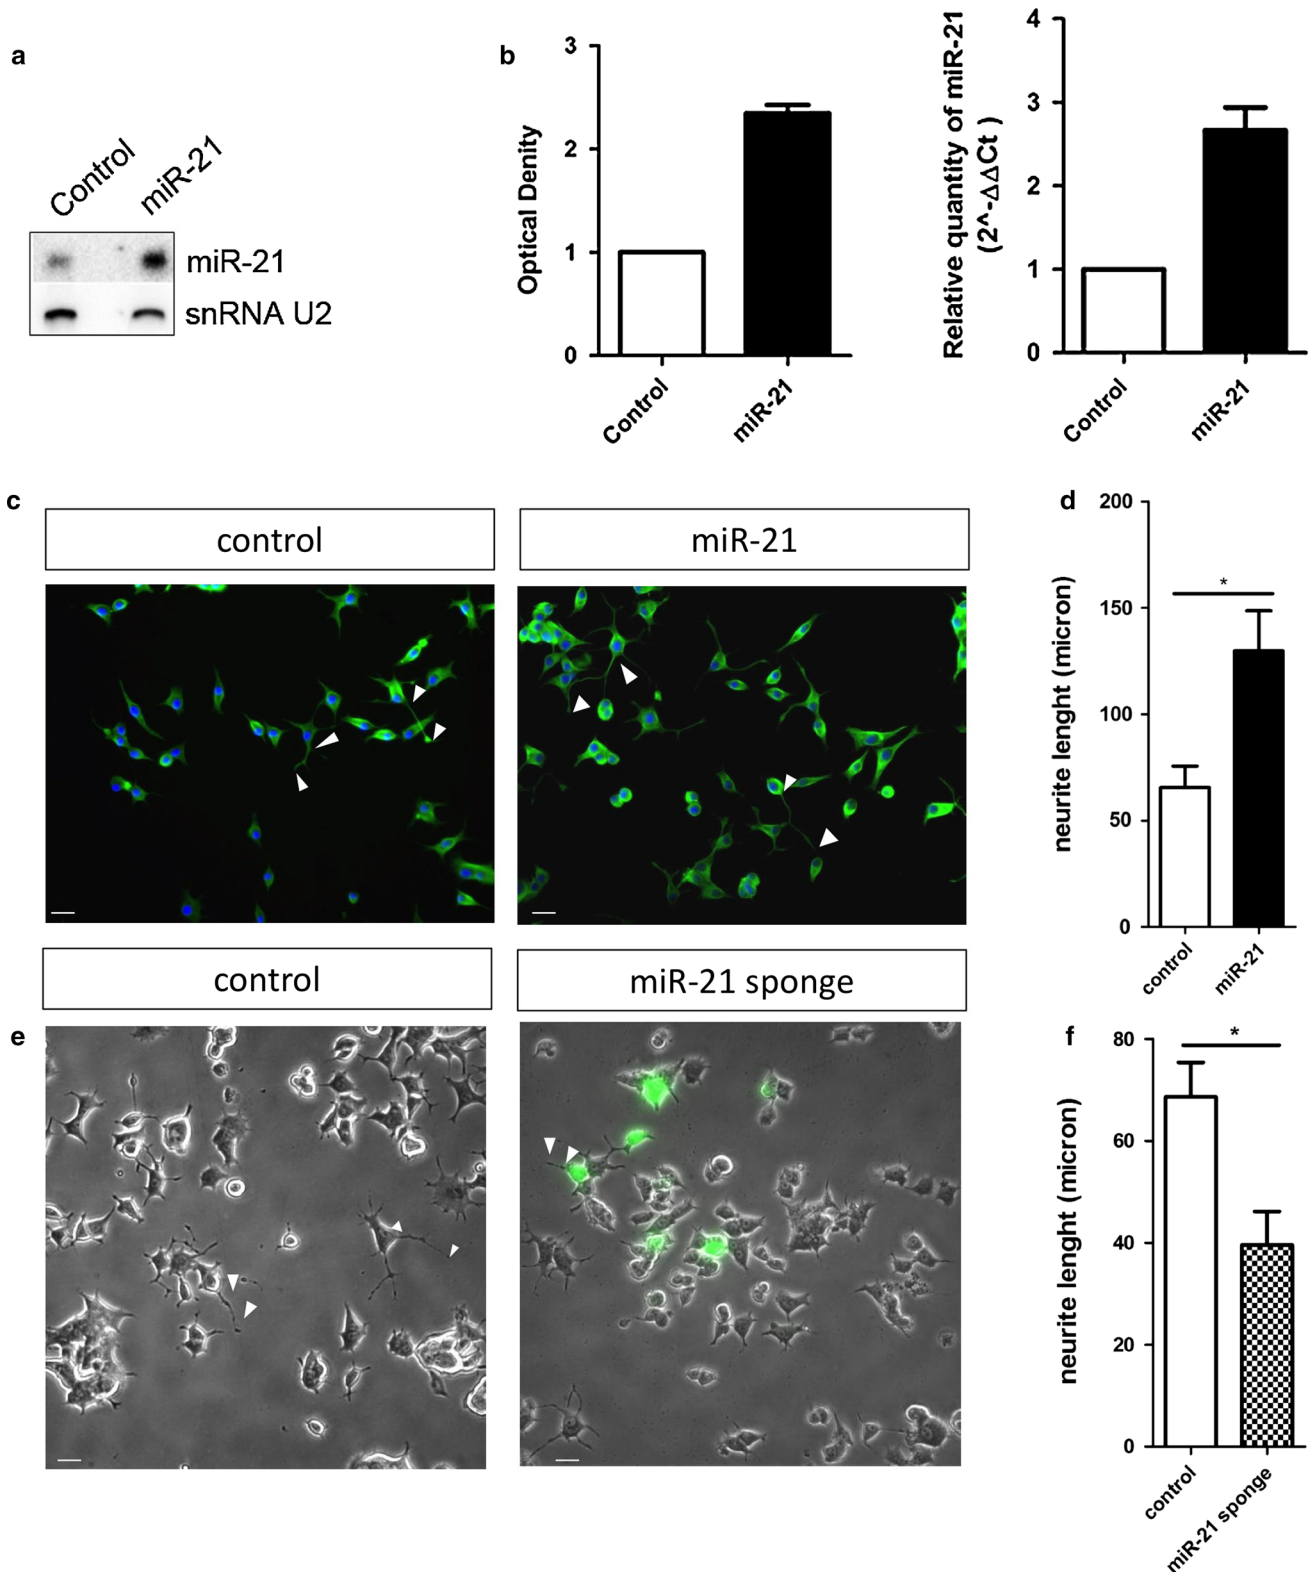 a
Control
miR-21
miR-21
snRNA U2
b
Optical Denity
3
2
1
0
Control
miR-21
Relative quantity of miR-21
(2^-ΔΔCt )
4
3
2
1
0
Control
miR-21
c
control
miR-21
d
neurite lenght (micron)
200
150
100
50
0
*
control
miR-21
e
control
miR-21 sponge
f
neurite lenght (micron)
80
60
40
20
0
*
control
miR-21 sponge